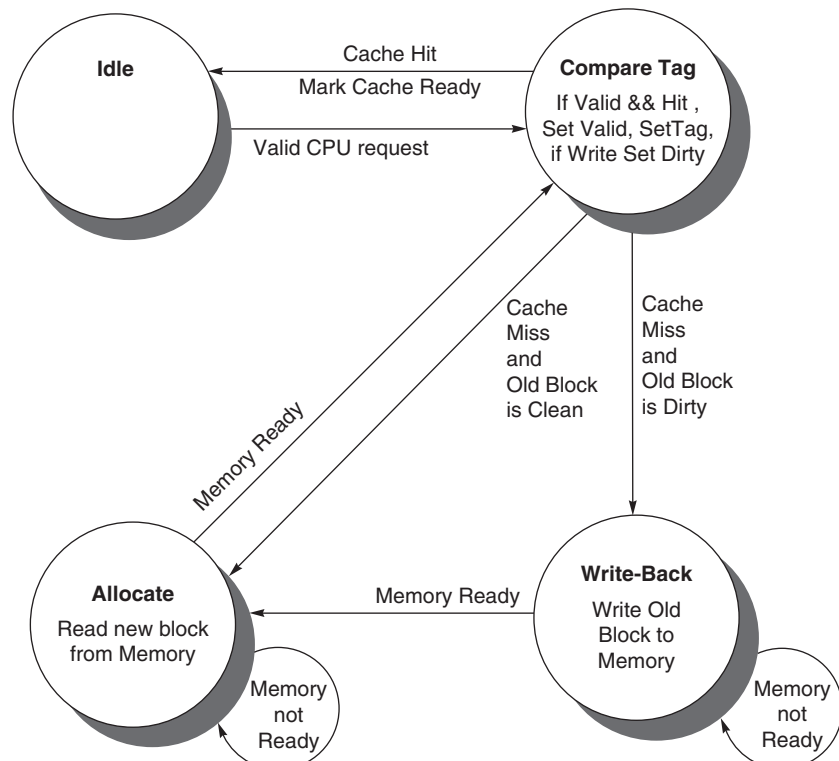 Idle
Cache Hit
Mark Cache Ready
Valid CPU request
Compare Tag
If Valid && Hit ,
Set Valid, SetTag,
if Write Set Dirty
Cache
Miss
and
Old Block
is Clean
Cache
Miss
and
Old Block
is Dirty
Memory Ready
Allocate
Read new block
from Memory
Memory
not
Ready
Memory Ready
Write-Back
Write Old
Block to
Memory
Memory
not
Ready